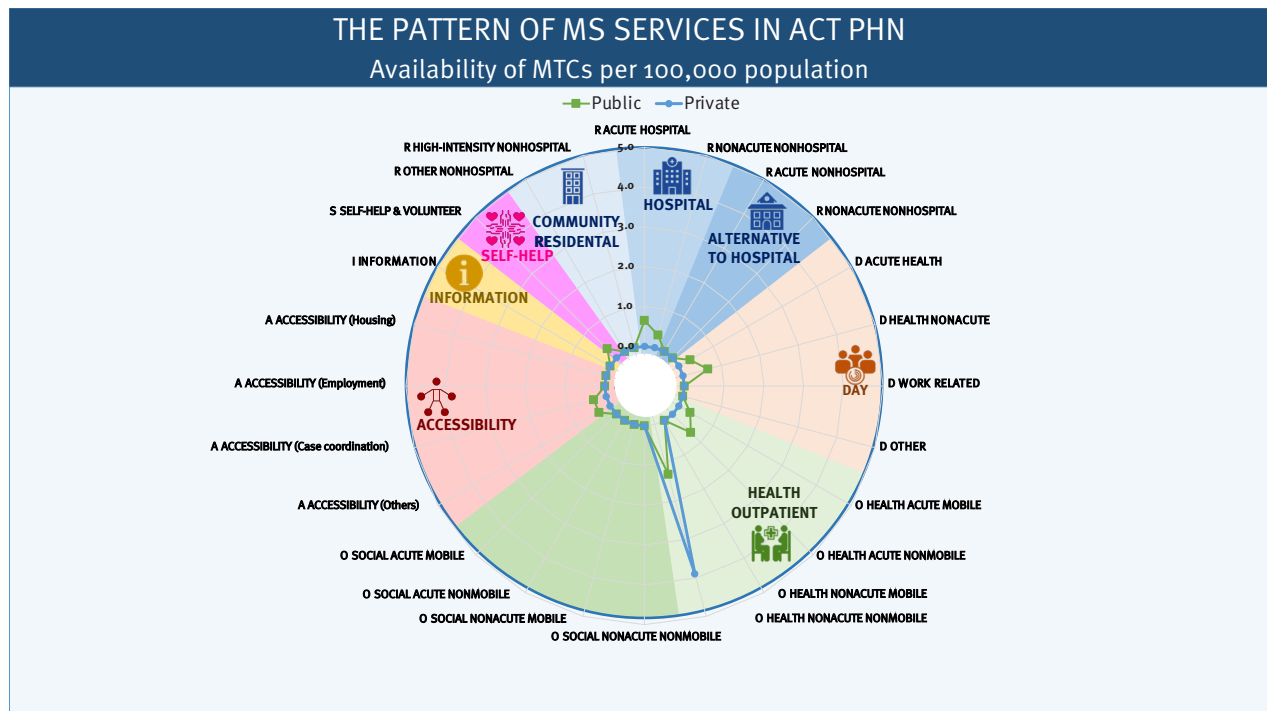 THE PATTERN OF MS SERVICES IN ACT PHN
Availability of MTCs per 100,000 population
Public Private
R ACUTE HOSPITAL
R HIGH-INTENSITY NONHOSPITAL
R NONACUTE NONHOSPITAL
R OTHER NONHOSPITAL
R ACUTE NONHOSPITAL
S SELF-HELP & VOLUNTEER
R NONACUTE NONHOSPITAL
I INFORMATION
D ACUTE HEALTH
A ACCESSIBILITY (Housing)
D HEALTH NONACUTE
A ACCESSIBILITY (Employment)
D WORK RELATED
A ACCESSIBILITY (Case coordination)
D OTHER
A ACCESSIBILITY (Others)
O HEALTH ACUTE MOBILE
O SOCIAL ACUTE MOBILE
O HEALTH ACUTE NONMOBILE
O SOCIAL ACUTE NONMOBILE
O HEALTH NONACUTE MOBILE
O SOCIAL NONACUTE MOBILE
O HEALTH NONACUTE NONMOBILE
O SOCIAL NONACUTE NONMOBILE
5.0
4.0
3.0
2.0
1.0
0.0
HOSPITAL
COMMUNITY
RESIDENTIAL
ALTERNATIVE
TO HOSPITAL
SELF-HELP
i
INFORMATION
DAY
ACCESSIBILITY
HEALTH
OUTPATIENT